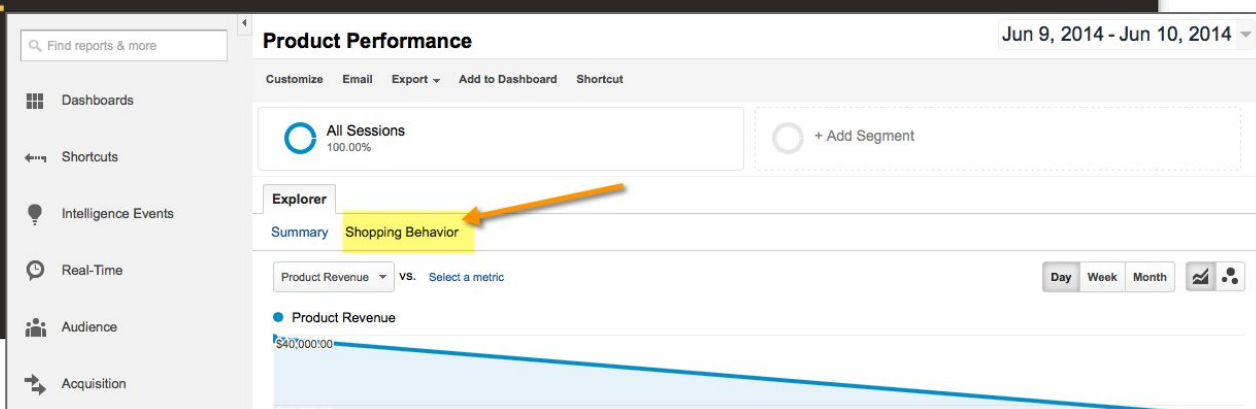 Find reports & more
Dashboards
Shortcuts
Intelligence Events
Real-Time
Audience
Acquisition
Product Performance
Jun 9, 2014 - Jun 10, 2014
Customize Email Export Add to Dashboard Shortcut
All Sessions
100.00%
+ Add Segment
Explorer
Summary Shopping Behavior
Product Revenue VS. Select a metric
Day Week Month
Product Revenue
$40,000.00